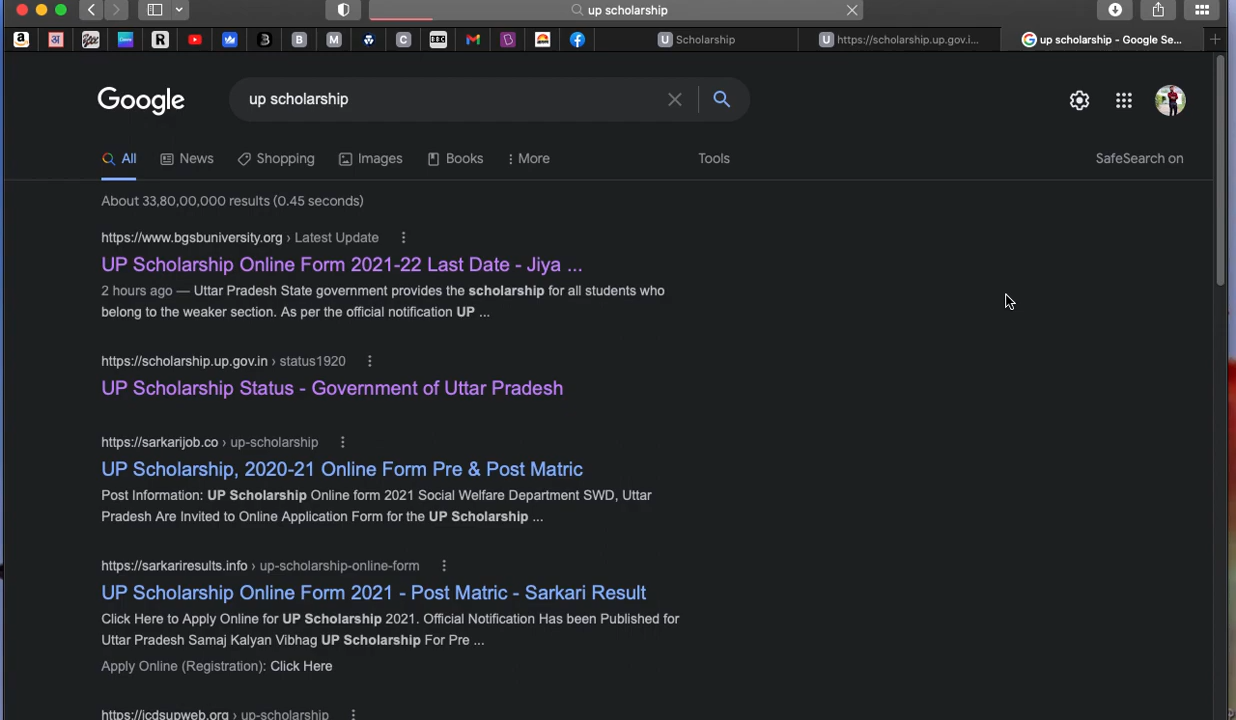 up scholarship
Scholarship
https://scholarship.up.gov.i...
up scholarship - Google Se...
Google
up scholarship
All
News
Shopping
Images
Books
More
Tools
SafeSearch on
About 33,80,00,000 results (0.45 seconds)
https://www.bgsbuniversity.org › Latest Update
UP Scholarship Online Form 2021-22 Last Date - Jiya ...
2 hours ago — Uttar Pradesh State government provides the scholarship for all students who
belong to the weaker section. As per the official notification UP ...
https://scholarship.up.gov.in › status1920
UP Scholarship Status - Government of Uttar Pradesh
https://sarkarijob.co › up-scholarship
UP Scholarship, 2020-21 Online Form Pre & Post Matric
Post Information: UP Scholarship Online form 2021 Social Welfare Department SWD, Uttar
Pradesh Are Invited to Online Application Form for the UP Scholarship ...
https://sarkariresults.info › up-scholarship-online-form
UP Scholarship Online Form 2021 - Post Matric - Sarkari Result
Click Here to Apply Online for UP Scholarship 2021. Official Notification Has been Published for
Uttar Pradesh Samaj Kalyan Vibhag UP Scholarship For Pre ...
Apply Online (Registration): Click Here
https://icdsupweb.org › up-scholarship